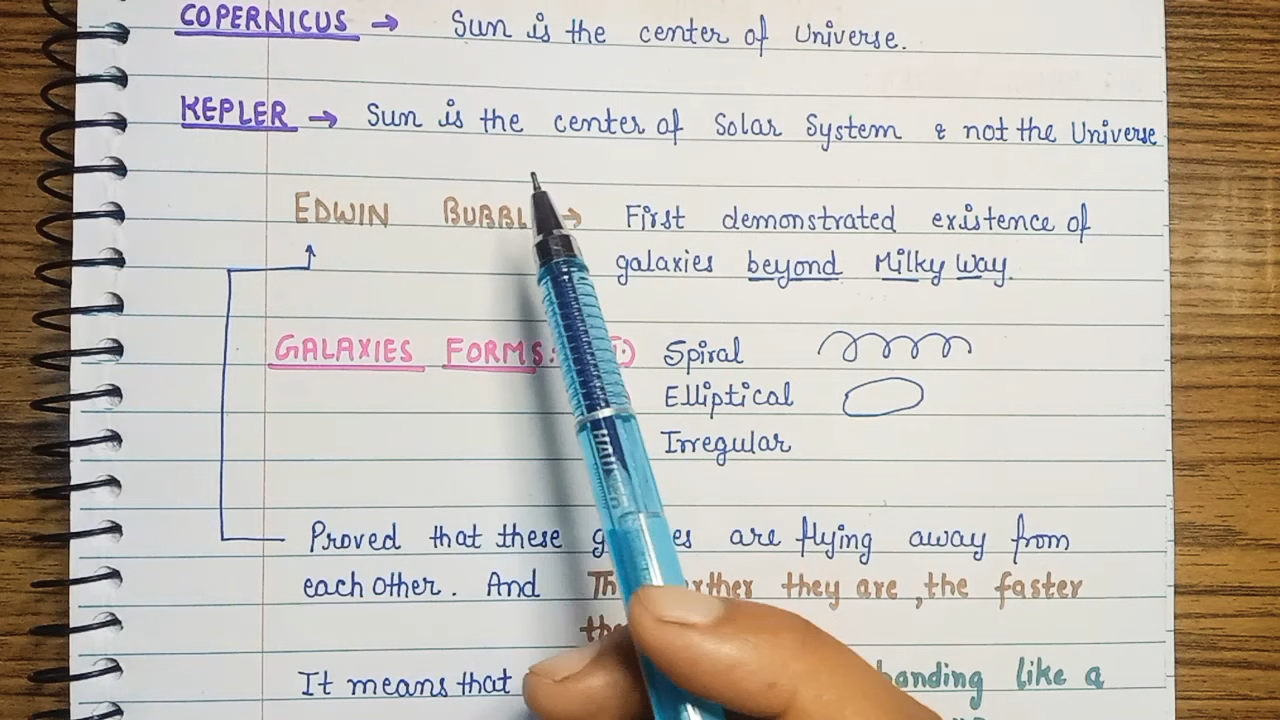 COPERNICUS → Sun is the center of Universe.
KEPLER → Sun is the center of Solar System & not the Universe
EDWIN → First demonstrated existence of
galaxies beyond Milky Way.
GALAXIES FORMS: Spiral
Elliptical
Irregular
Proved that these are flying away from
each other. And they are, the faster
It means that like a